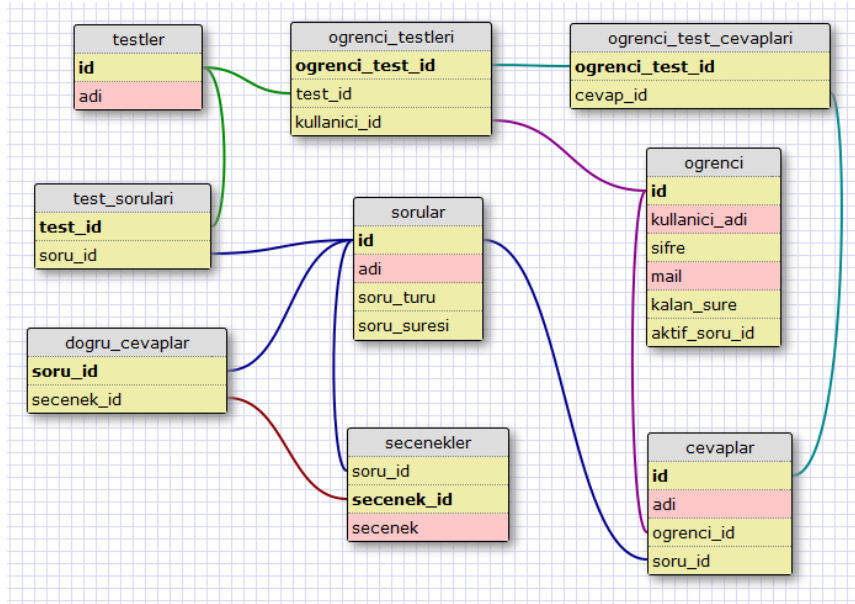 testler
id
adi
ogrenci_testleri
ogrenci_test_id
test_id
kullanici_id
ogrenci_test_cevaplari
ogrenci_test_id
cevap_id
ogrenci
id
kullanici_adi
sifre
mail
kalan_sure
aktif_soru_id
test_sorulari
test_id
soru_id
sorular
id
adi
soru_turu
soru_suresi
dogru_cevaplar
soru_id
secenek_id
secenekler
soru_id
secenek_id
secenek
cevaplar
id
adi
ogrenci_id
soru_id